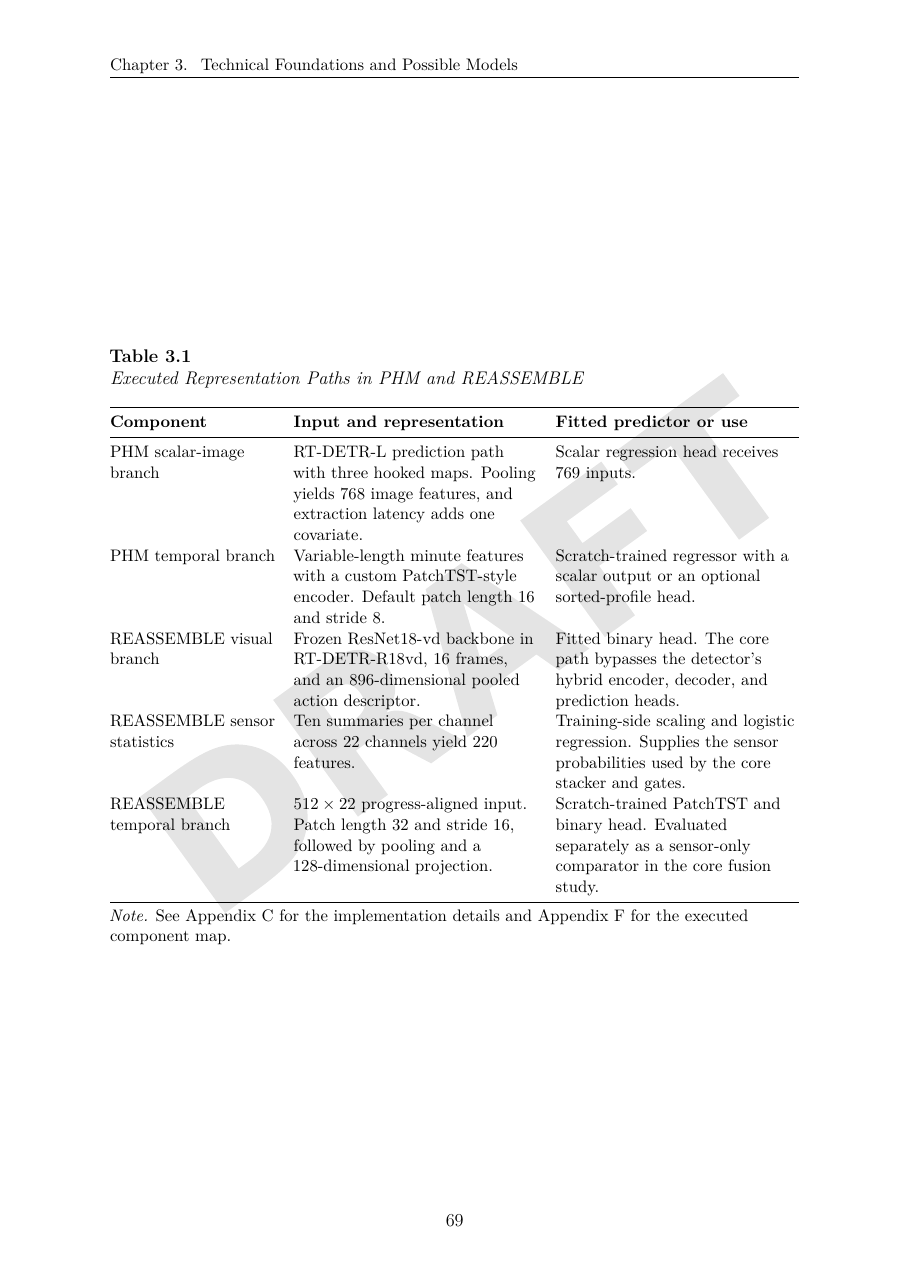 Chapter 3. Technical Foundations and Possible Models
Table 3.1
Executed Representation Paths in PHM and REASSEMBLE
Component Input and representation Fitted predictor or use
PHM scalar-image branch
RT-DETR-L prediction path
with three hooked maps. Pooling
yields 768 image features, and
extraction latency adds one
covariate.
Scalar regression head receives
769 inputs.
PHM temporal branch
Variable-length minute features
with a custom PatchTST-style
encoder. Default patch length 16
and stride 8.
Scratch-trained regressor with a
scalar output or an optional
sorted-profile head.
REASSEMBLE visual
branch
Frozen ResNet18-vd backbone in
RT-DETR-R18vd, 16 frames,
and an 896-dimensional pooled
action descriptor.
Fitted binary head. The core
path bypasses the detector's
hybrid encoder, decoder, and
prediction heads.
REASSEMBLE sensor
statistics
Ten summaries per channel
across 22 channels yield 220
features.
Training-side scaling and logistic
regression. Supplies the sensor
probabilities used by the core
stacker and gates.
REASSEMBLE
temporal branch
512 × 22 progress-aligned input.
Patch length 32 and stride 16,
followed by pooling and a
128-dimensional projection.
Scratch-trained PatchTST and
binary head. Evaluated
separately as a sensor-only
comparator in the core fusion
study.
Note. See Appendix C for the implementation details and Appendix F for the executed
component map.
DRAFT
69